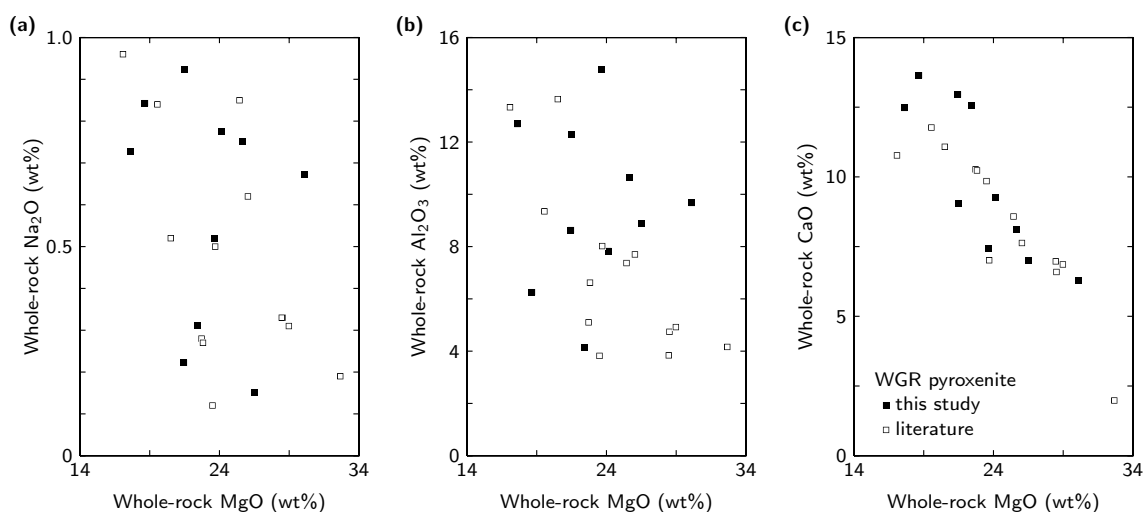 (a)
1.0
0.5
0
Whole-rock Na₂O (wt%)
14
24
34
Whole-rock MgO (wt%)
(b)
16
12
8
4
0
Whole-rock Al₂O₃ (wt%)
14
24
34
Whole-rock MgO (wt%)
(c)
15
10
5
0
Whole-rock CaO (wt%)
WGR pyroxenite
this study
literature
14
24
34
Whole-rock MgO (wt%)